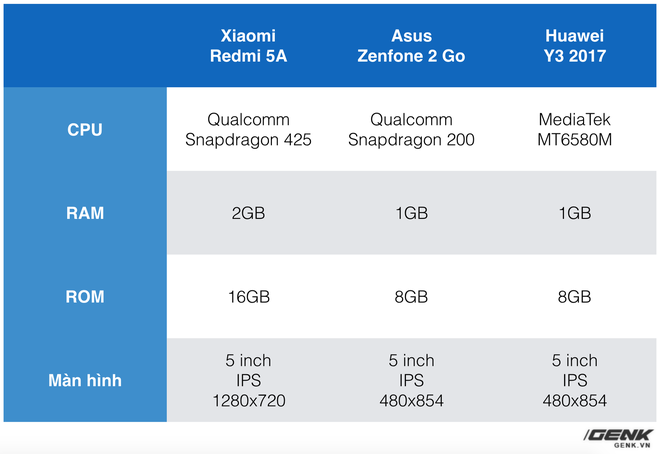 Xiaomi
Redmi 5A
Asus
Zenfone 2 Go
Huawei
Y3 2017
CPU
Qualcomm
Snapdragon 425
Qualcomm
Snapdragon 200
MediaTek
MT6580M
RAM
2GB
1GB
1GB
ROM
16GB
8GB
8GB
Màn hình
5 inch
IPS
1280x720
5 inch
IPS
480x854
5 inch
IPS
480x854
GENK
GENK.VN